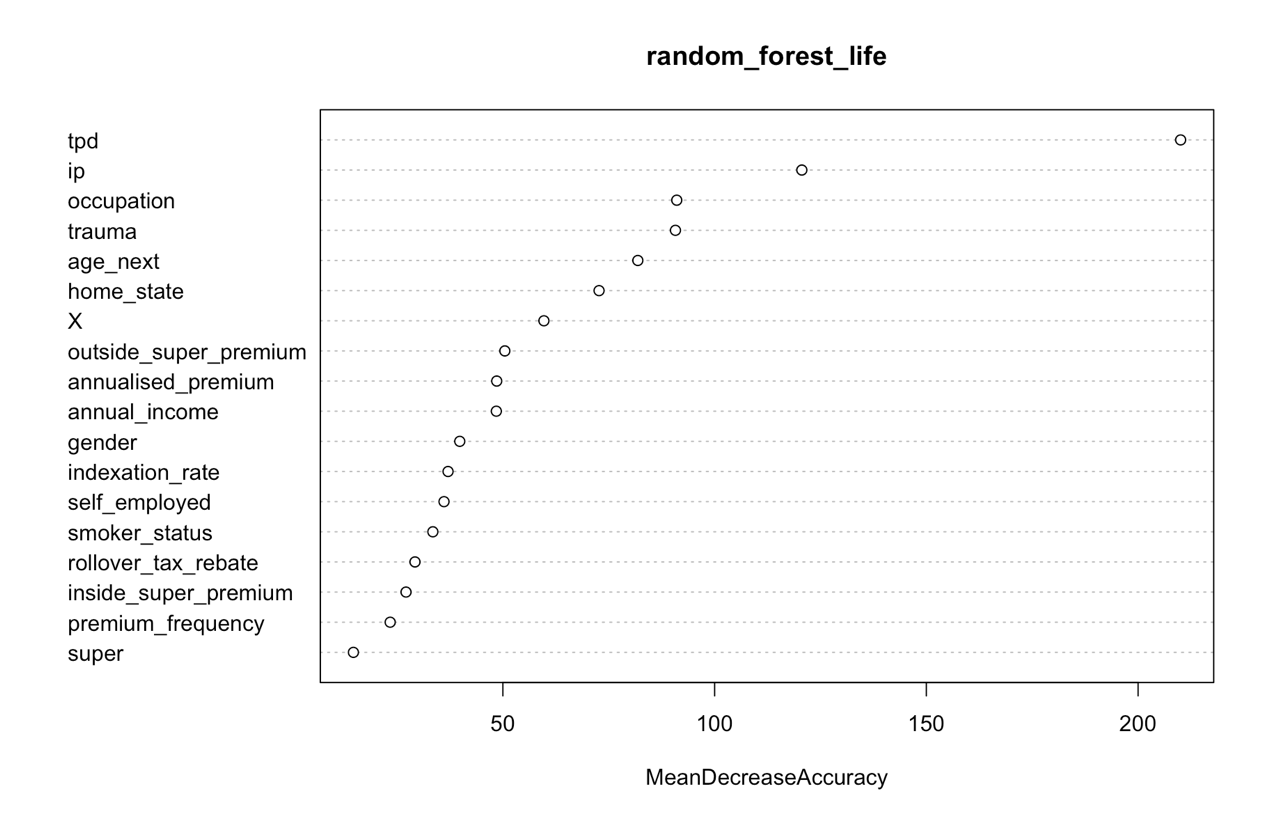 random_forest_life
tpd
ip
occupation
trauma
age_next
home_state
X
outside_super_premium
annualised_premium
annual_income
gender
indexation_rate
self_employed
smoker_status
rollover_tax_rebate
inside_super_premium
premium_frequency
super
50 100 150 200
MeanDecreaseAccuracy